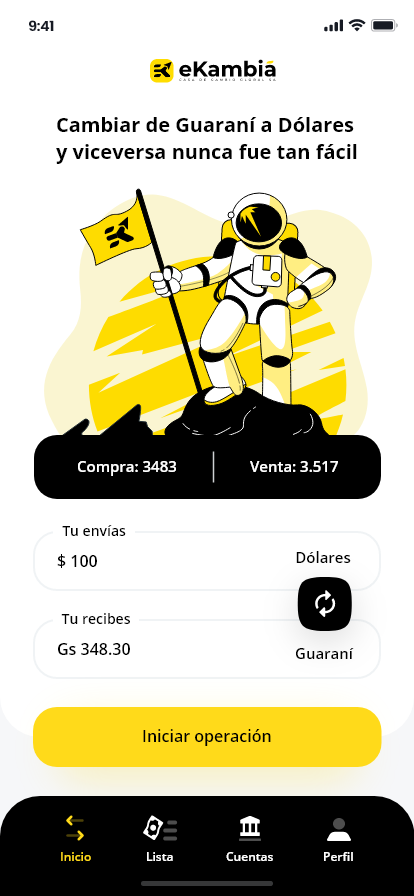 9:41
eKambia
CASA DE CAMBIO GLOBAL SA
Cambiar de Guaraní a Dólares
y viceversa nunca fue tan fácil
Compra: 3483
Venta: 3.517
Tu envías
$ 100
Dólares
Tu recibes
Gs 348.30
Guaraní
Iniciar operación
Inicio
Lista
Cuentas
Perfil